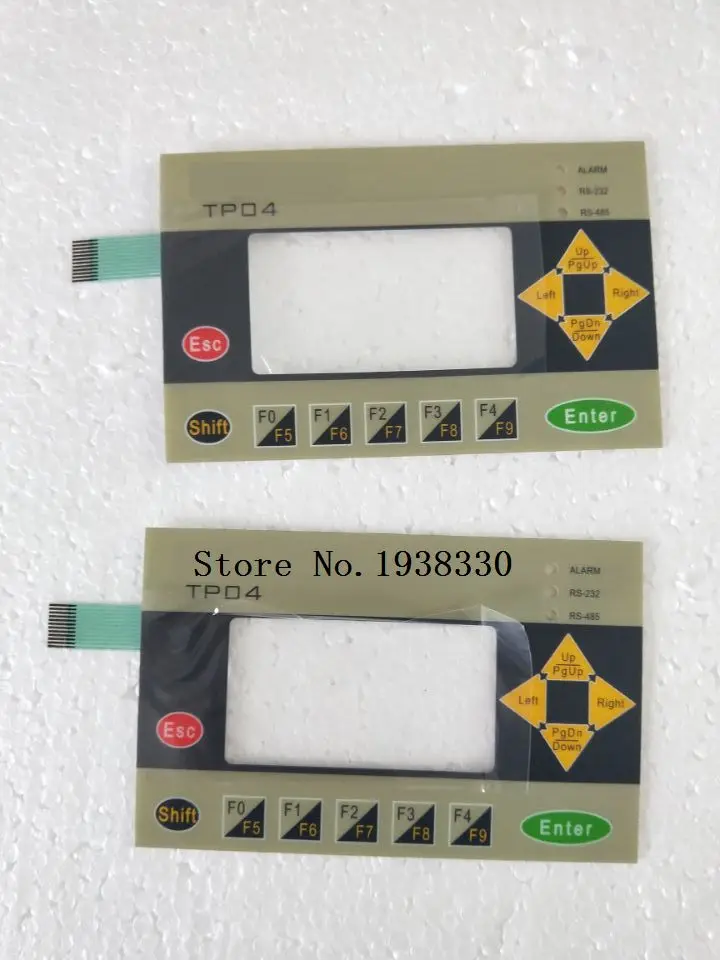 ALARM
RS-232
TP04
RS-485
Up
PgUp
Left
Right
PgDn
Down
Esc
Shift
F0
F5
F1
F6
F2
F7
F3
F8
F4
F9
Enter
Store No.1938330
ALARM
TP04
RS-232
RS-485
Up
PgUp
Left
Right
PgDn
Down
Esc
Shift
F0
F5
F1
F6
F2
F7
F3
F8
F4
F9
Enter